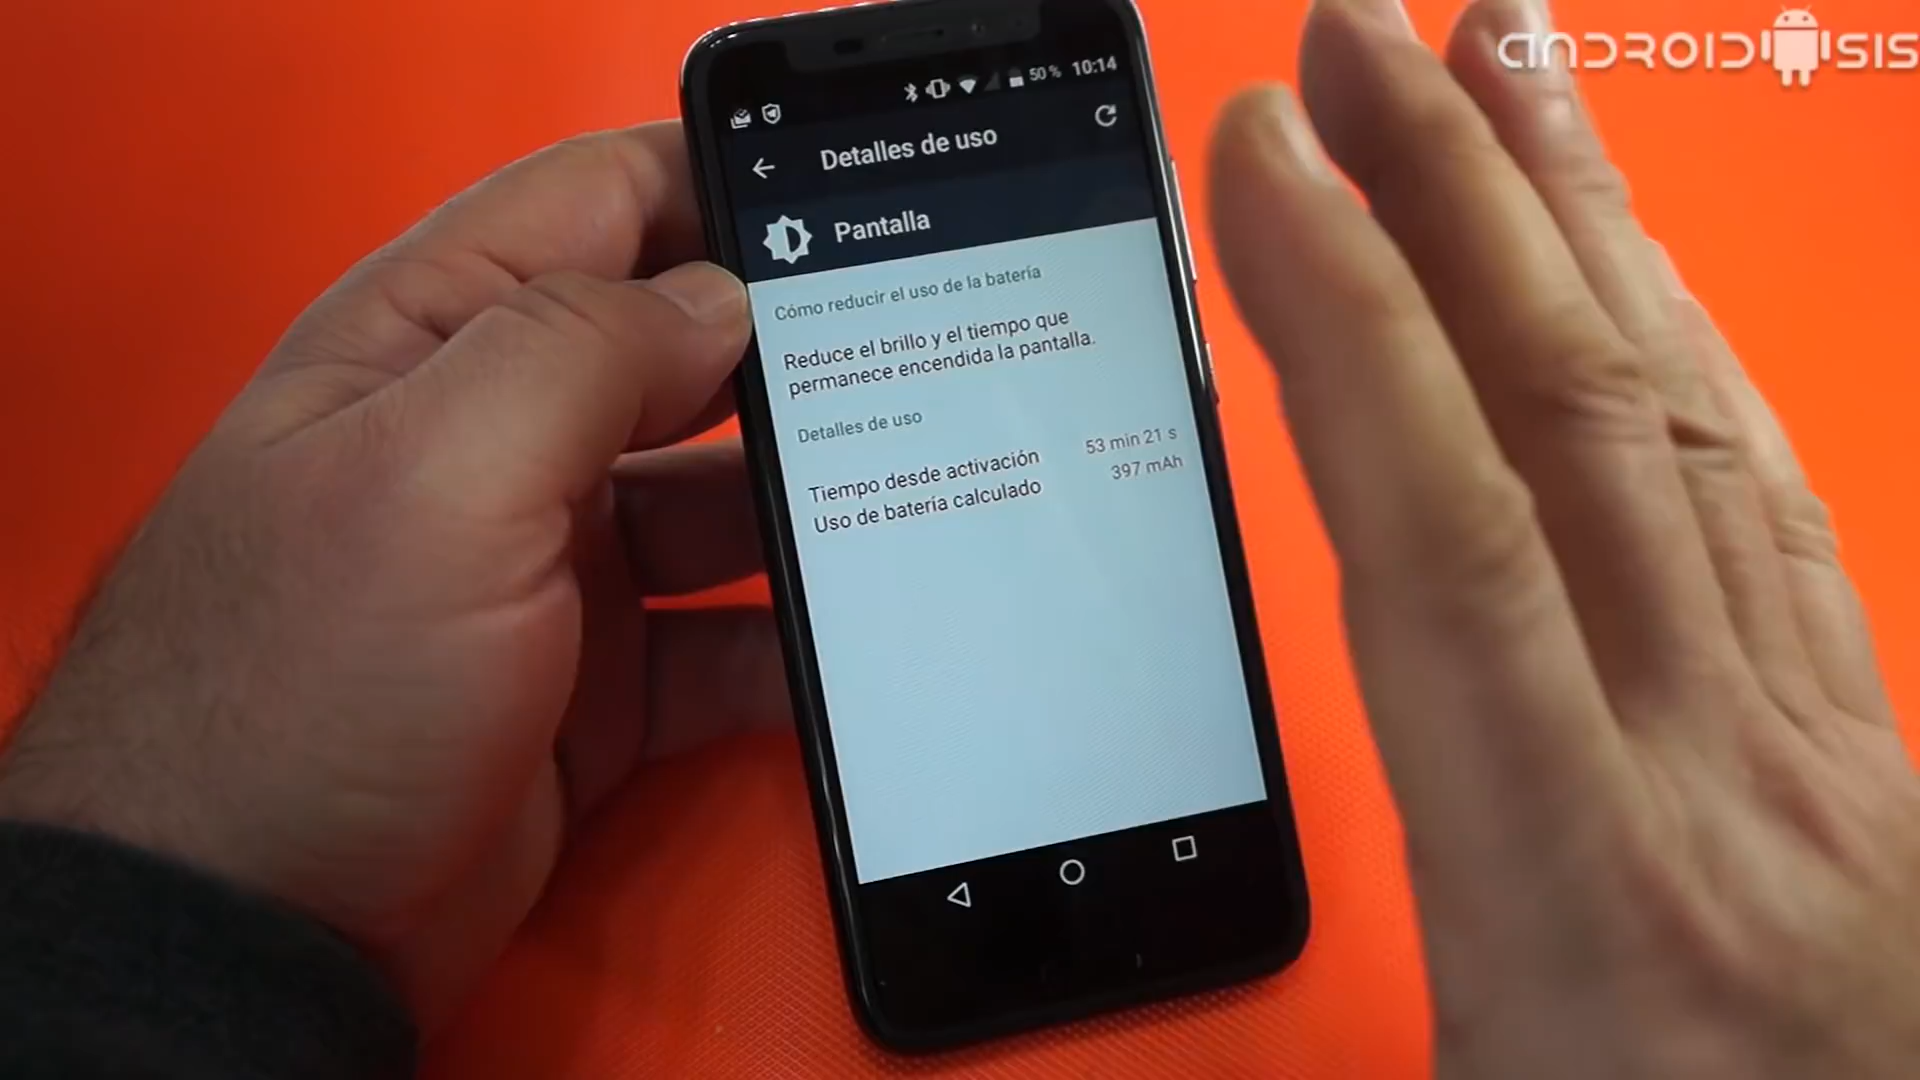 ANDROIDSIS
50 % 10:14
Detalles de uso
Pantalla
Cómo reducir el uso de la batería
Reduce el brillo y el tiempo que
permanece encendida la pantalla.
Detalles de uso
Tiempo desde activación 53 min 21 s
Uso de batería calculado 397 mAh